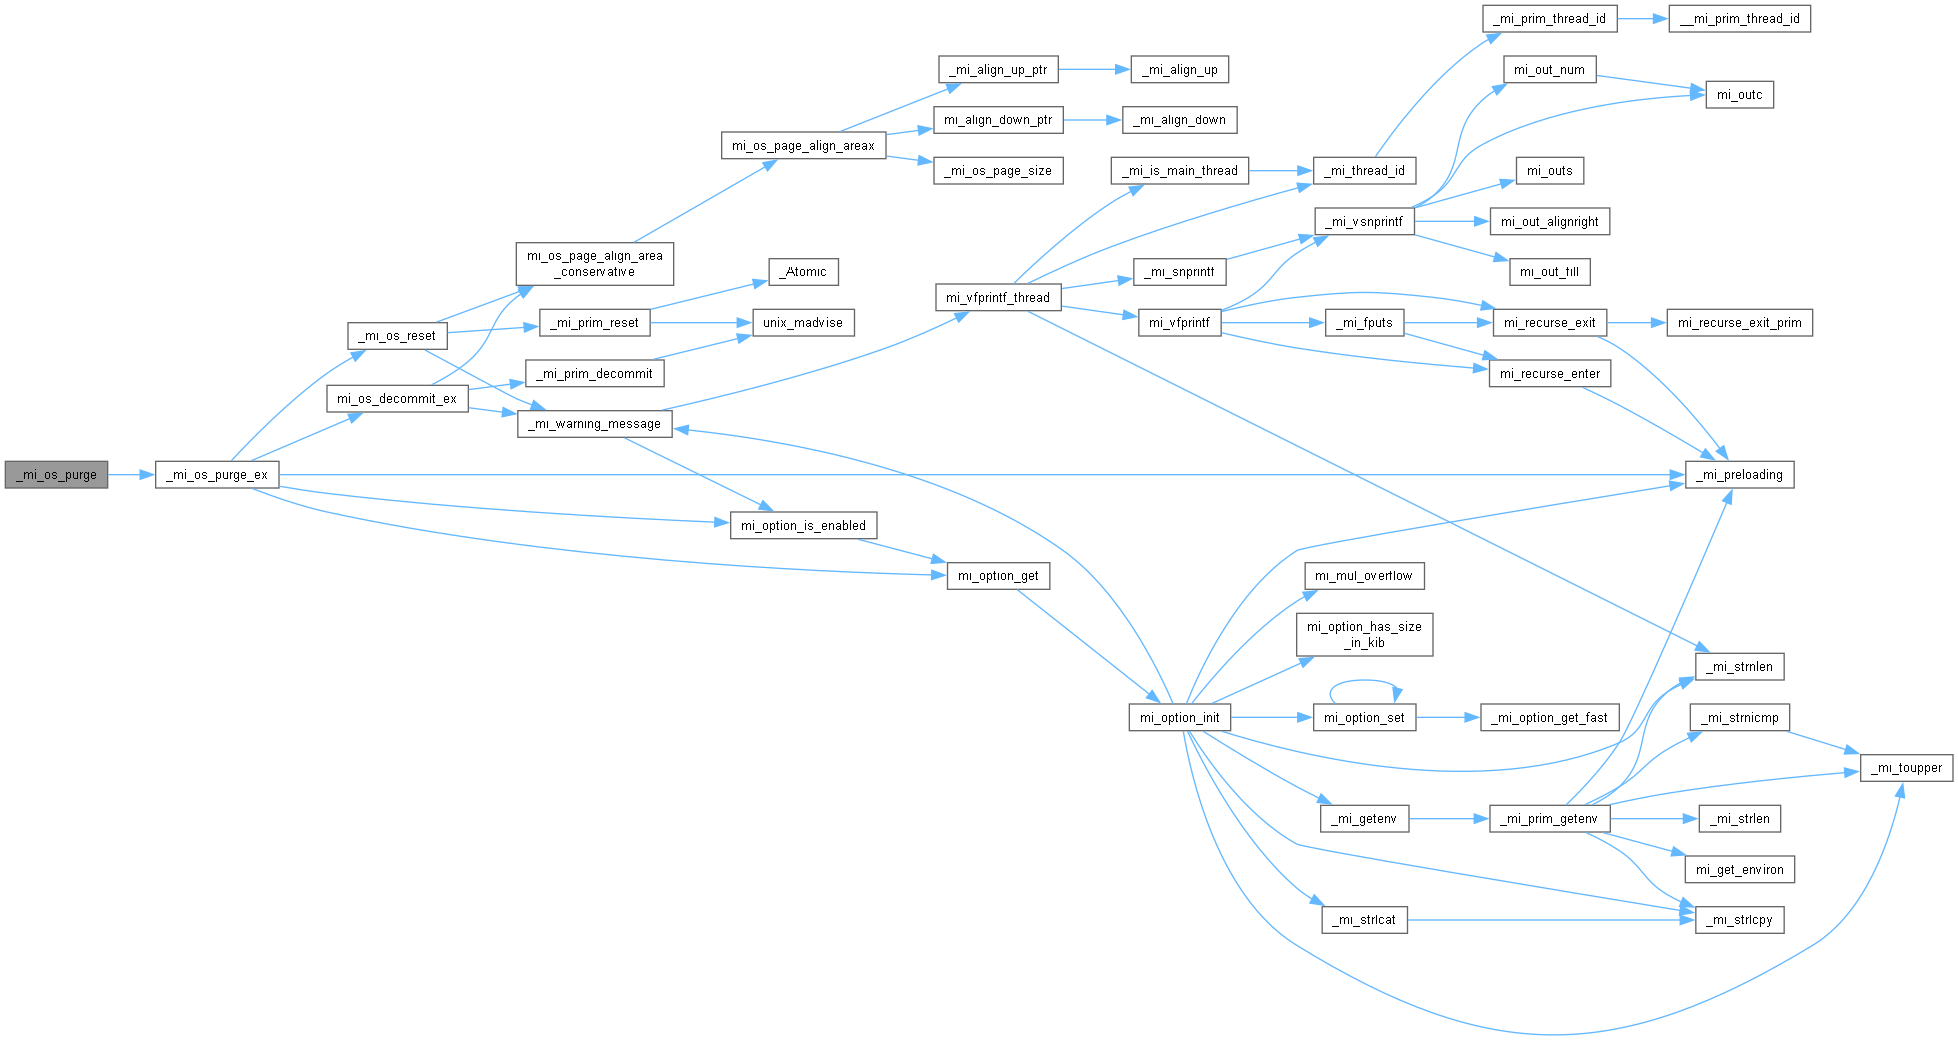 _mi_prim_thread_id
__mi_prim_thread_id
_mi_align_up_ptr
_mi_align_up
mi_out_num
mi_outc
mi_align_down_ptr
_mi_align_down
mi_os_page_align_areax
_mi_os_page_size
_mi_is_main_thread
_mi_thread_id
mi_outs
_mi_vsnprintf
mi_out_alignright
mi_os_page_align_area
_conservative
_Atomic
_mi_snprintf
mi_out_fill
mi_vfprintf_thread
_mi_os_reset
_mi_prim_reset
unix_madvise
mi_vfprintf
_mi_fputs
mi_recurse_exit
mi_recurse_exit_prim
_mi_prim_decommit
mi_recurse_enter
mi_os_decommit_ex
_mi_warning_message
_mi_os_purge
_mi_os_purge_ex
_mi_preloading
mi_option_is_enabled
mi_option_get
mi_mul_overflow
mi_option_has_size
_in_kib
_mi_strnlen
mi_option_init
mi_option_set
_mi_option_get_fast
_mi_strnicmp
_mi_toupper
_mi_getenv
_mi_prim_getenv
_mi_strlen
mi_get_environ
_mi_strlcat
_mi_strlcpy